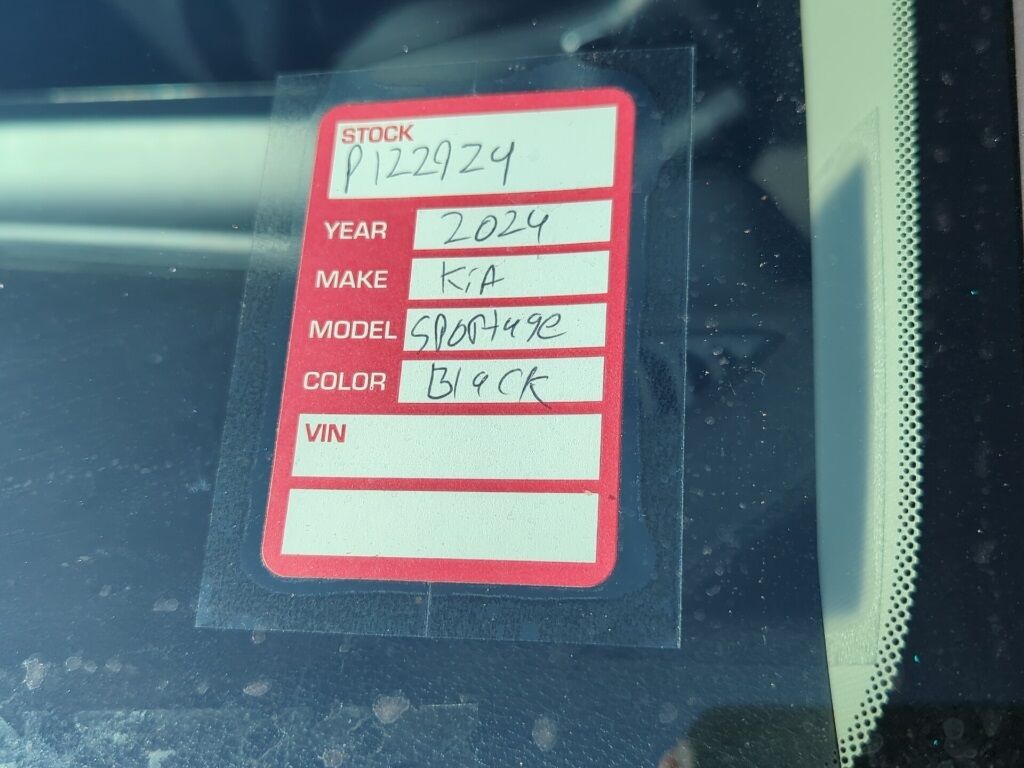 STOCK
P122924
YEAR 2024
MAKE KiA
MODEL SPORtage
COLOR Black
VIN